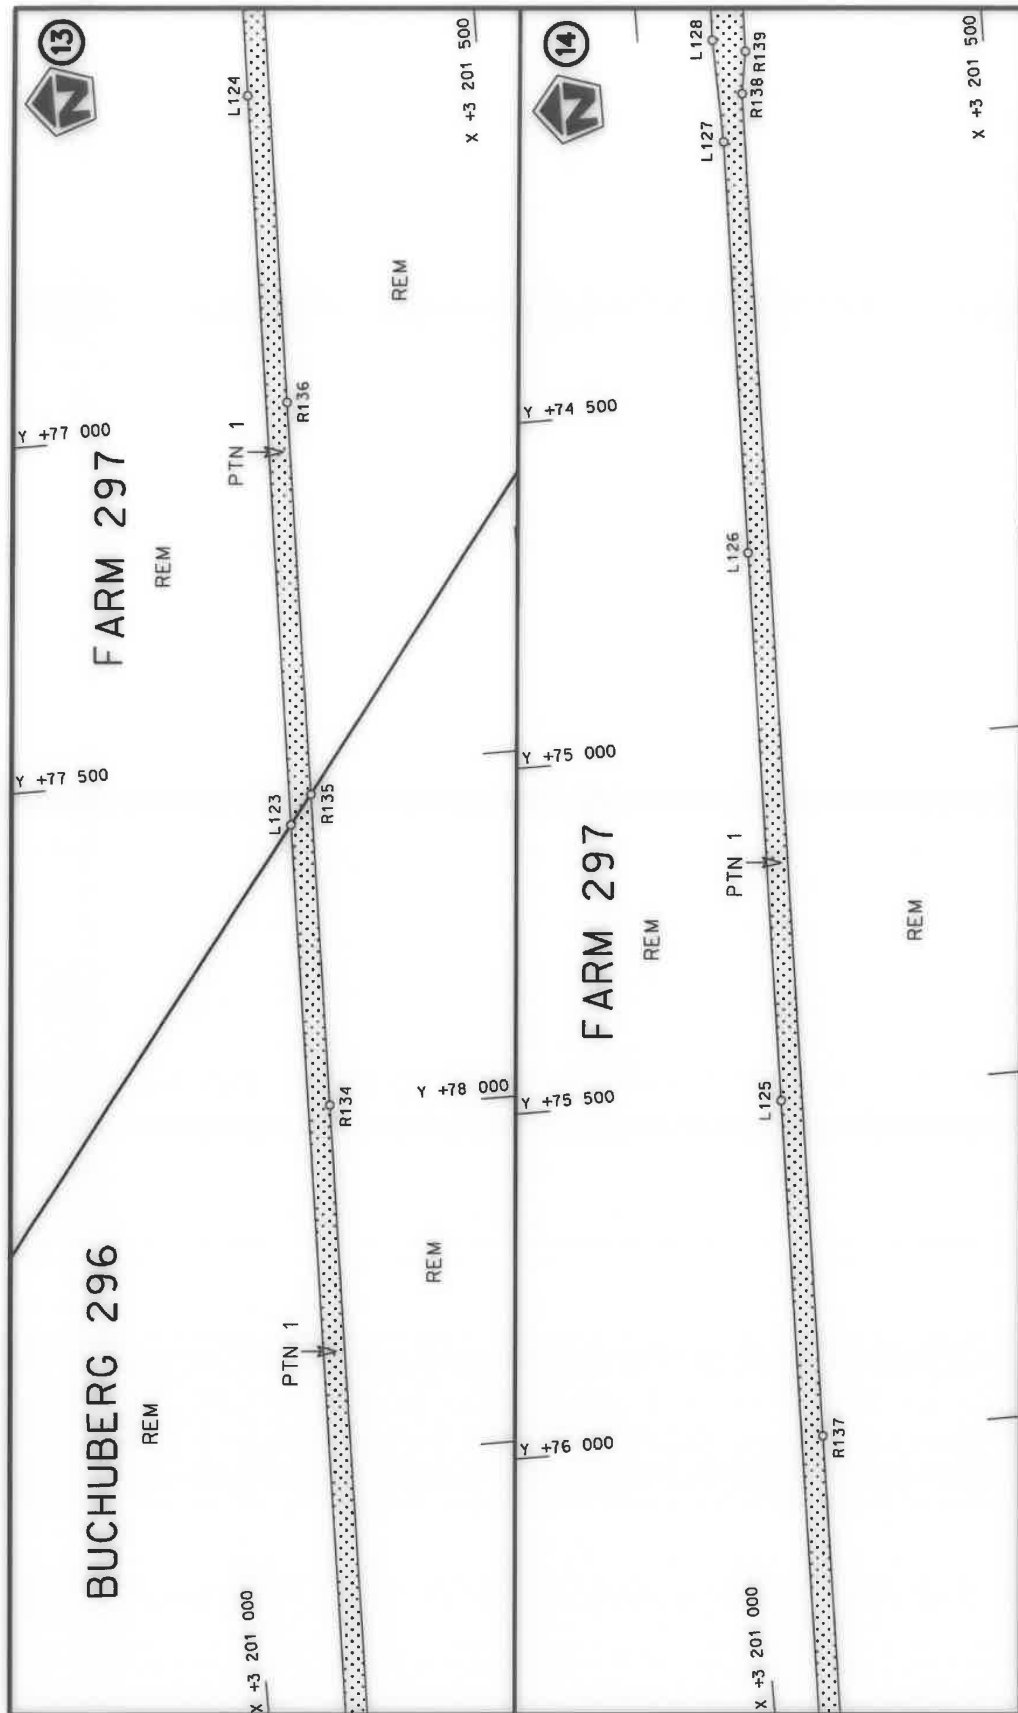 13
N
L124
X +3 201 500
REM
R136
Y +77 000
PTN 1
FARM 297
REM
Y +77 500
L123
R135
Y +78 000
R134
BUCHUBERG 296
REM
PTN 1
REM
X +3 201 000
14
N
L128
R139
R138
L127
X +3 201 500
Y +74 500
L126
Y +75 000
PTN 1
FARM 297
REM
REM
Y +75 500
L125
Y +76 000
R137
X +3 201 000